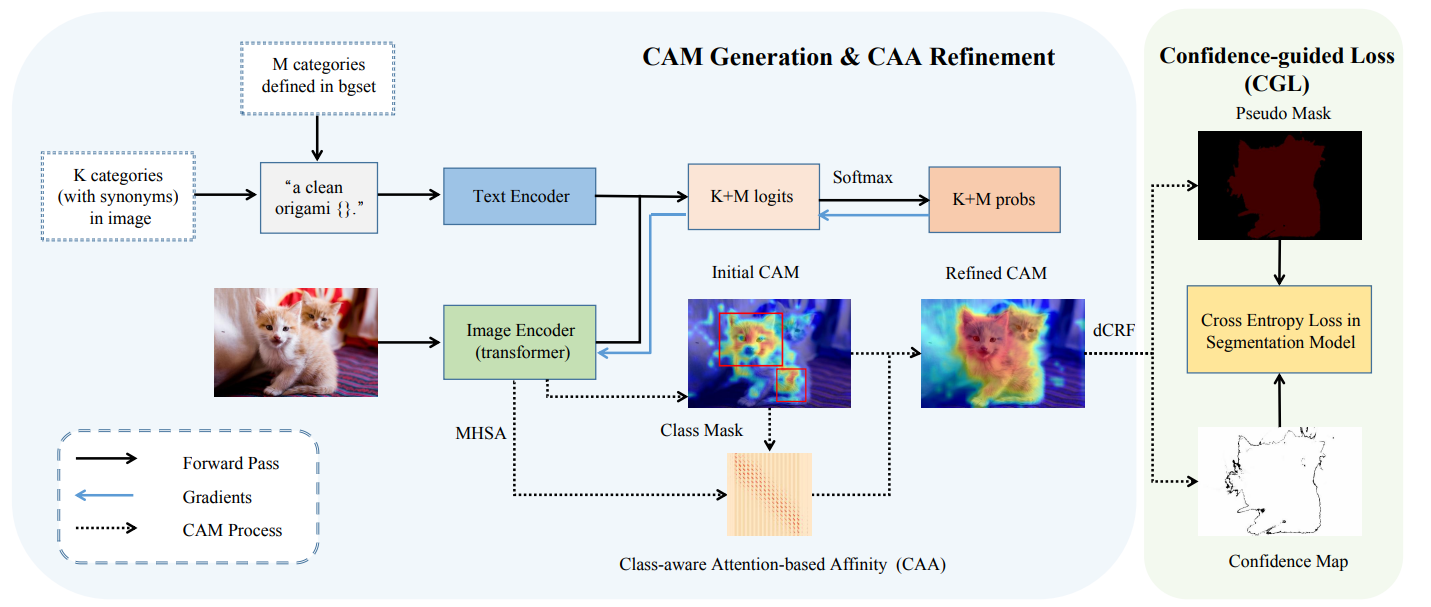 CAM Generation & CAA Refinement
M categories
defined in bgset
K categories
(with synonyms)
in image
“a clean
origami {}.”
Text Encoder
K+M logits
Softmax
K+M probs
Image Encoder
(transformer)
Initial CAM
Refined CAM
dCRF
MHSA
Class Mask
Class-aware Attention-based Affinity (CAA)
Forward Pass
Gradients
CAM Process
Confidence-guided Loss
(CGL)
Pseudo Mask
Cross Entropy Loss in
Segmentation Model
Confidence Map